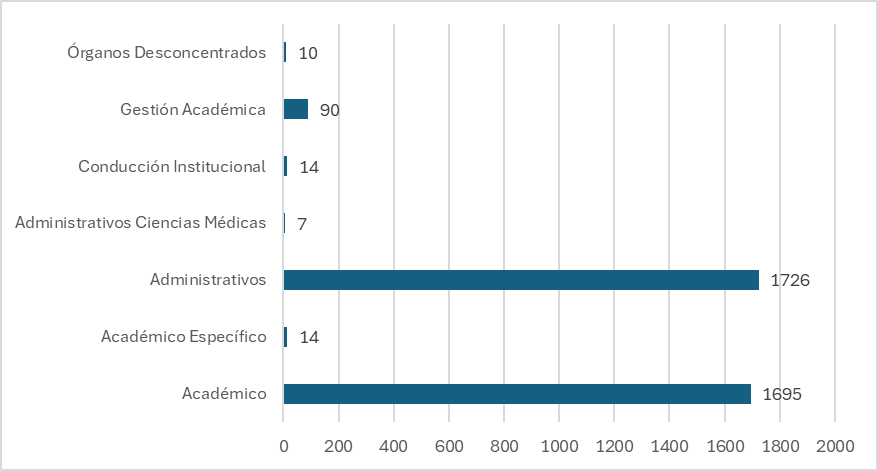 Órganos Desconcentrados 10
Gestión Académica 90
Conducción Institucional 14
Administrativos Ciencias Médicas 7
Administrativos 1726
Académico Específico 14
Académico 1695
0 200 400 600 800 1000 1200 1400 1600 1800 2000